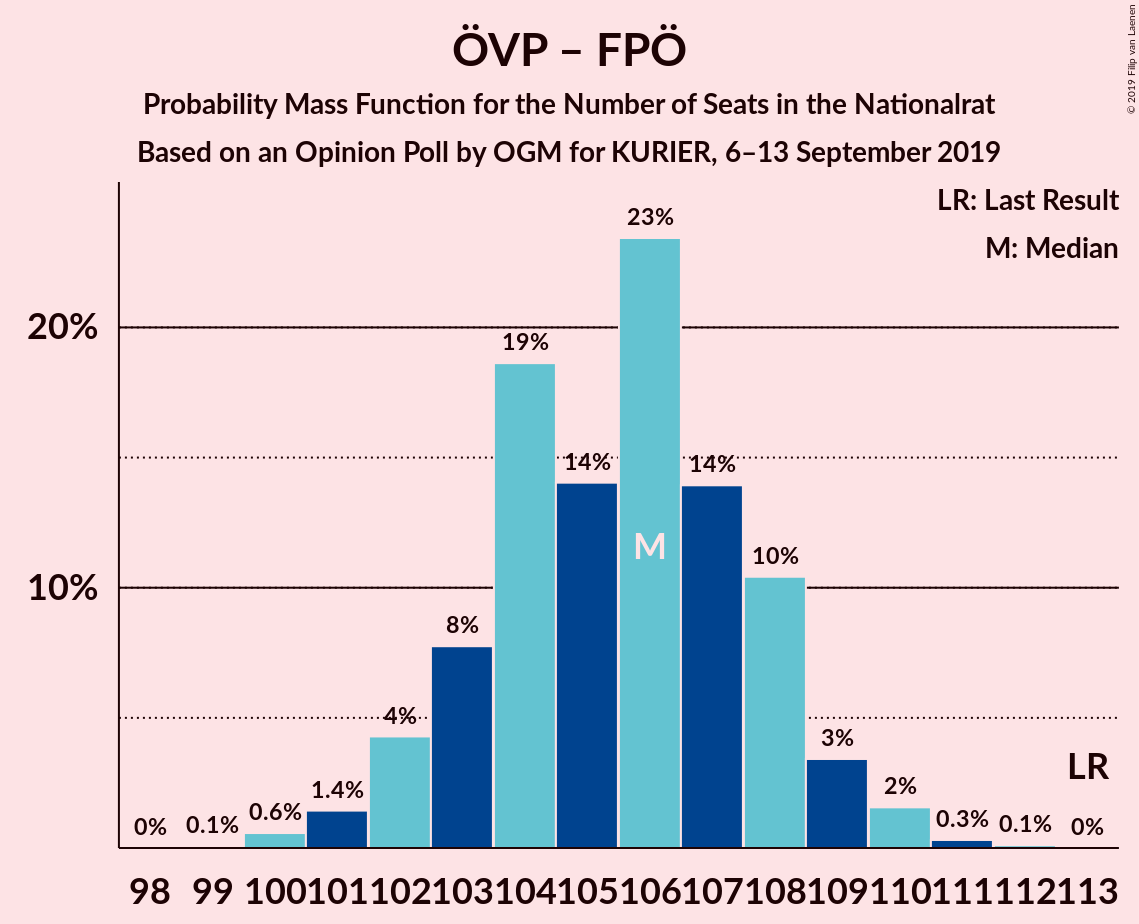 ÖVP – FPÖ
Probability Mass Function for the Number of Seats in the Nationalrat
Based on an Opinion Poll by OGM for KURIER, 6–13 September 2019
© 2019 Filip van Laenen
LR: Last Result
M: Median
20%
10%
0%
0.1%
0.6%
1.4%
4%
8%
19%
14%
23%
14%
10%
3%
2%
0.3%
0.1%
0%
M
LR
98 99 100 101 102 103 104 105 106 107 108 109 110 111 112 113